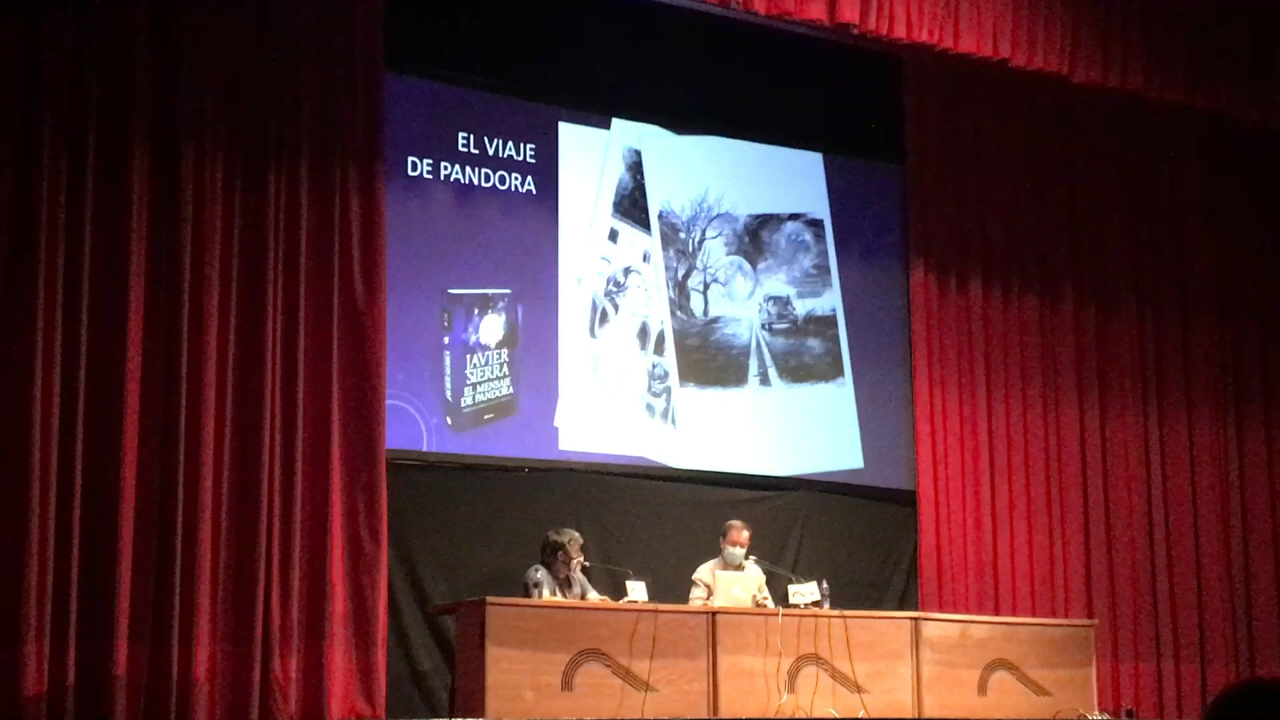 EL VIAJE
DE PANDORA
JAVIER
SIERRA
EL MENSAJE
DE PANDORA